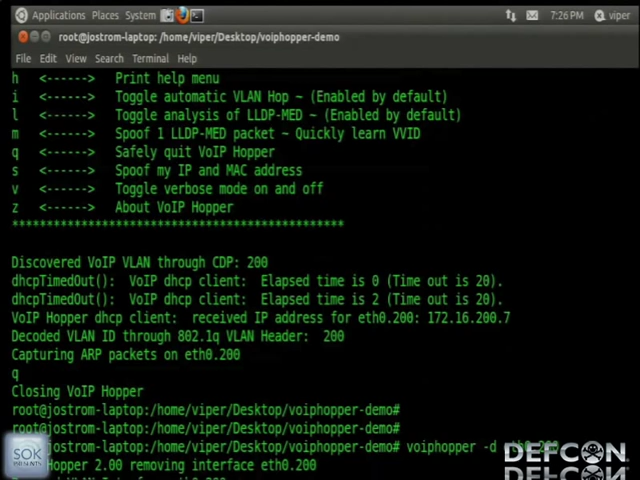 Applications Places System 7:26 PM viper
root@jostrom-laptop: /home/viper/Desktop/voiphopper-demo
File Edit View Search Terminal Help
h <------> Print help menu
i <------> Toggle automatic VLAN Hop ~ (Enabled by default)
l <------> Toggle analysis of LLDP-MED ~ (Enabled by default)
m <------> Spoof 1 LLDP-MED packet ~ Quickly learn VVID
q <------> Safely quit VoIP Hopper
s <------> Spoof my IP and MAC address
v <------> Toggle verbose mode on and off
z <------> About VoIP Hopper
**************************************************
Discovered VoIP VLAN through CDP: 200
dhcpTimedOut(): VoIP dhcp client: Elapsed time is 0 (Time out is 20).
dhcpTimedOut(): VoIP dhcp client: Elapsed time is 2 (Time out is 20).
VoIP Hopper dhcp client: received IP address for eth0.200: 172.16.200.7
Decoded VLAN ID through 802.1q VLAN Header: 200
Capturing ARP packets on eth0.200
q
Closing VoIP Hopper
root@jostrom-laptop:/home/viper/Desktop/voiphopper-demo#
root@jostrom-laptop:/home/viper/Desktop/voiphopper-demo#
root@jostrom-laptop:/home/viper/Desktop/voiphopper-demo# voiphopper -d
Hopper 2.00 removing interface eth0.200
SOK
PRESENTS
DEFCON